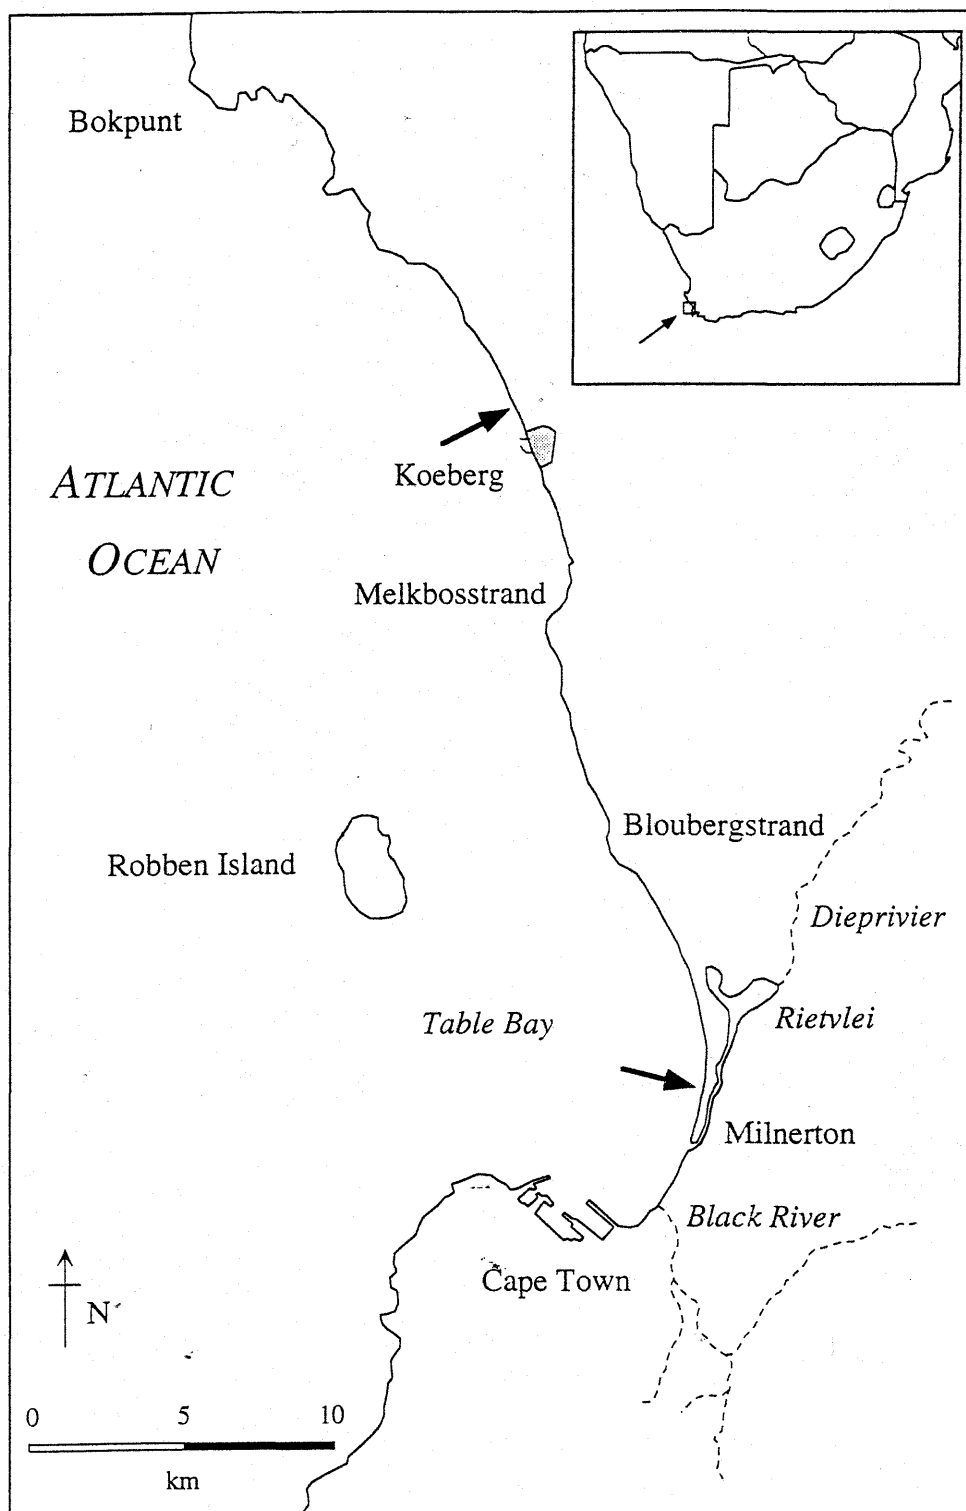 Bokpunt
Koeberg
ATLANTIC
OCEAN
Melkbosstrand
Bloubergstrand
Robben Island
Dieprivier
Table Bay
Rietvlei
Milnerton
Black River
Cape Town
N
0 5 10
km